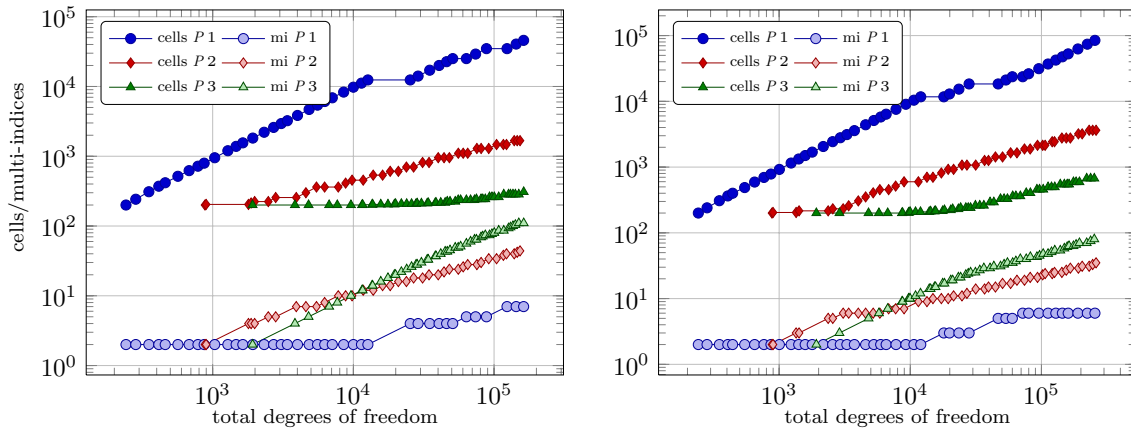 cells/multi-indices
10^5
10^4
10^3
10^2
10^1
10^0
cells P 1 mi P 1
cells P 2 mi P 2
cells P 3 mi P 3
10^3 10^4 10^5
total degrees of freedom
10^5
10^4
10^3
10^2
10^1
10^0
cells P 1 mi P 1
cells P 2 mi P 2
cells P 3 mi P 3
10^3 10^4 10^5
total degrees of freedom